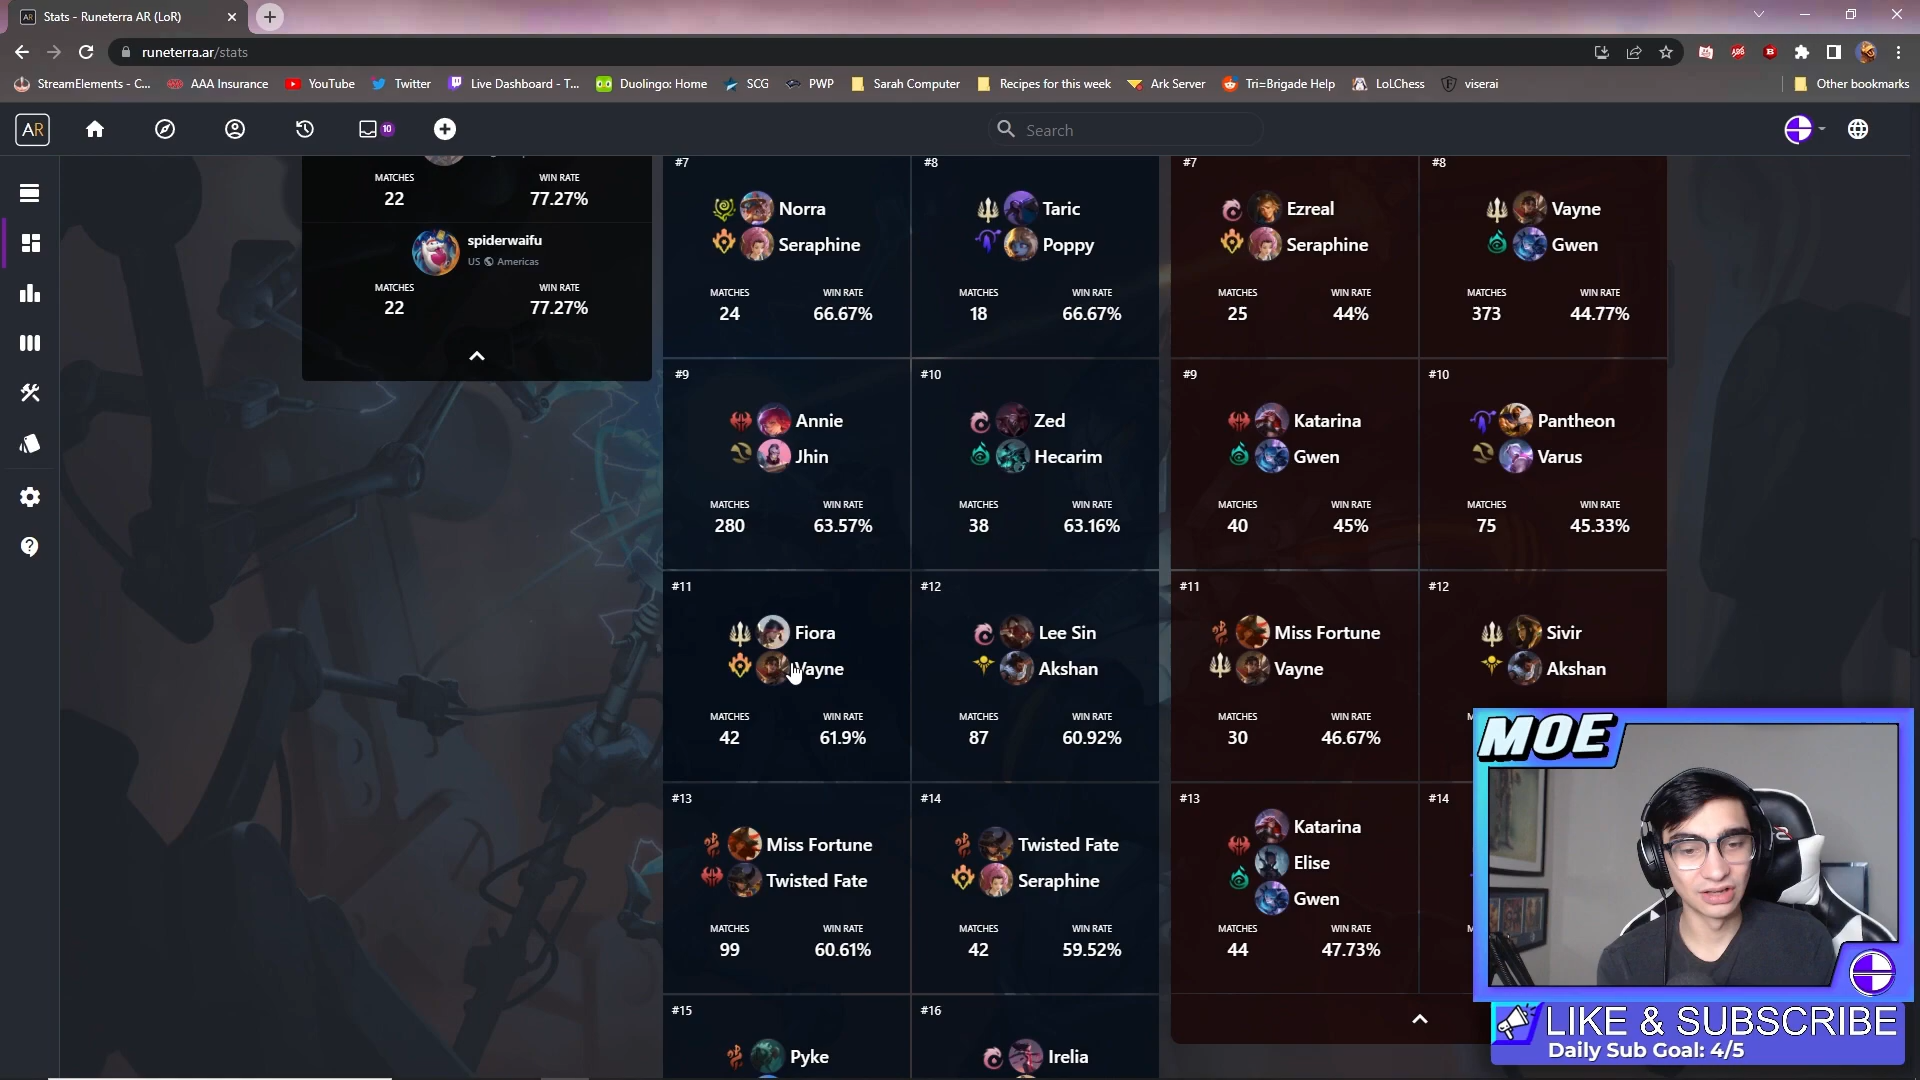 Stats - Runeterra AR (LoR)
runeterra.ar/stats
StreamElements - C... AAA Insurance YouTube Twitter Live Dashboard - T... Duolingo: Home SCG PWP Sarah Computer Recipes for this week Ark Server Tri=Brigade Help LoLChess viserai Other bookmarks
AR 10 Search
MATCHES WIN RATE
22 77.27%
spiderwaifu
US Americas
MATCHES WIN RATE
22 77.27%
#7
Norra
Seraphine
MATCHES WIN RATE
24 66.67%
#8
Taric
Poppy
MATCHES WIN RATE
18 66.67%
#9
Annie
Jhin
MATCHES WIN RATE
280 63.57%
#10
Zed
Hecarim
MATCHES WIN RATE
38 63.16%
#11
Fiora
Vayne
MATCHES WIN RATE
42 61.9%
#12
Lee Sin
Akshan
MATCHES WIN RATE
87 60.92%
#13
Miss Fortune
Twisted Fate
MATCHES WIN RATE
99 60.61%
#14
Twisted Fate
Seraphine
MATCHES WIN RATE
42 59.52%
#15
Pyke
#16
Irelia
#7
Ezreal
Seraphine
MATCHES WIN RATE
25 44%
#8
Vayne
Gwen
MATCHES WIN RATE
373 44.77%
#9
Katarina
Gwen
MATCHES WIN RATE
40 45%
#10
Pantheon
Varus
MATCHES WIN RATE
75 45.33%
#11
Miss Fortune
Vayne
MATCHES WIN RATE
30 46.67%
#12
Sivir
Akshan
#13
Katarina
Elise
Gwen
MATCHES WIN RATE
44 47.73%
#14
MOE
LIKE & SUBSCRIBE
Daily Sub Goal: 4/5